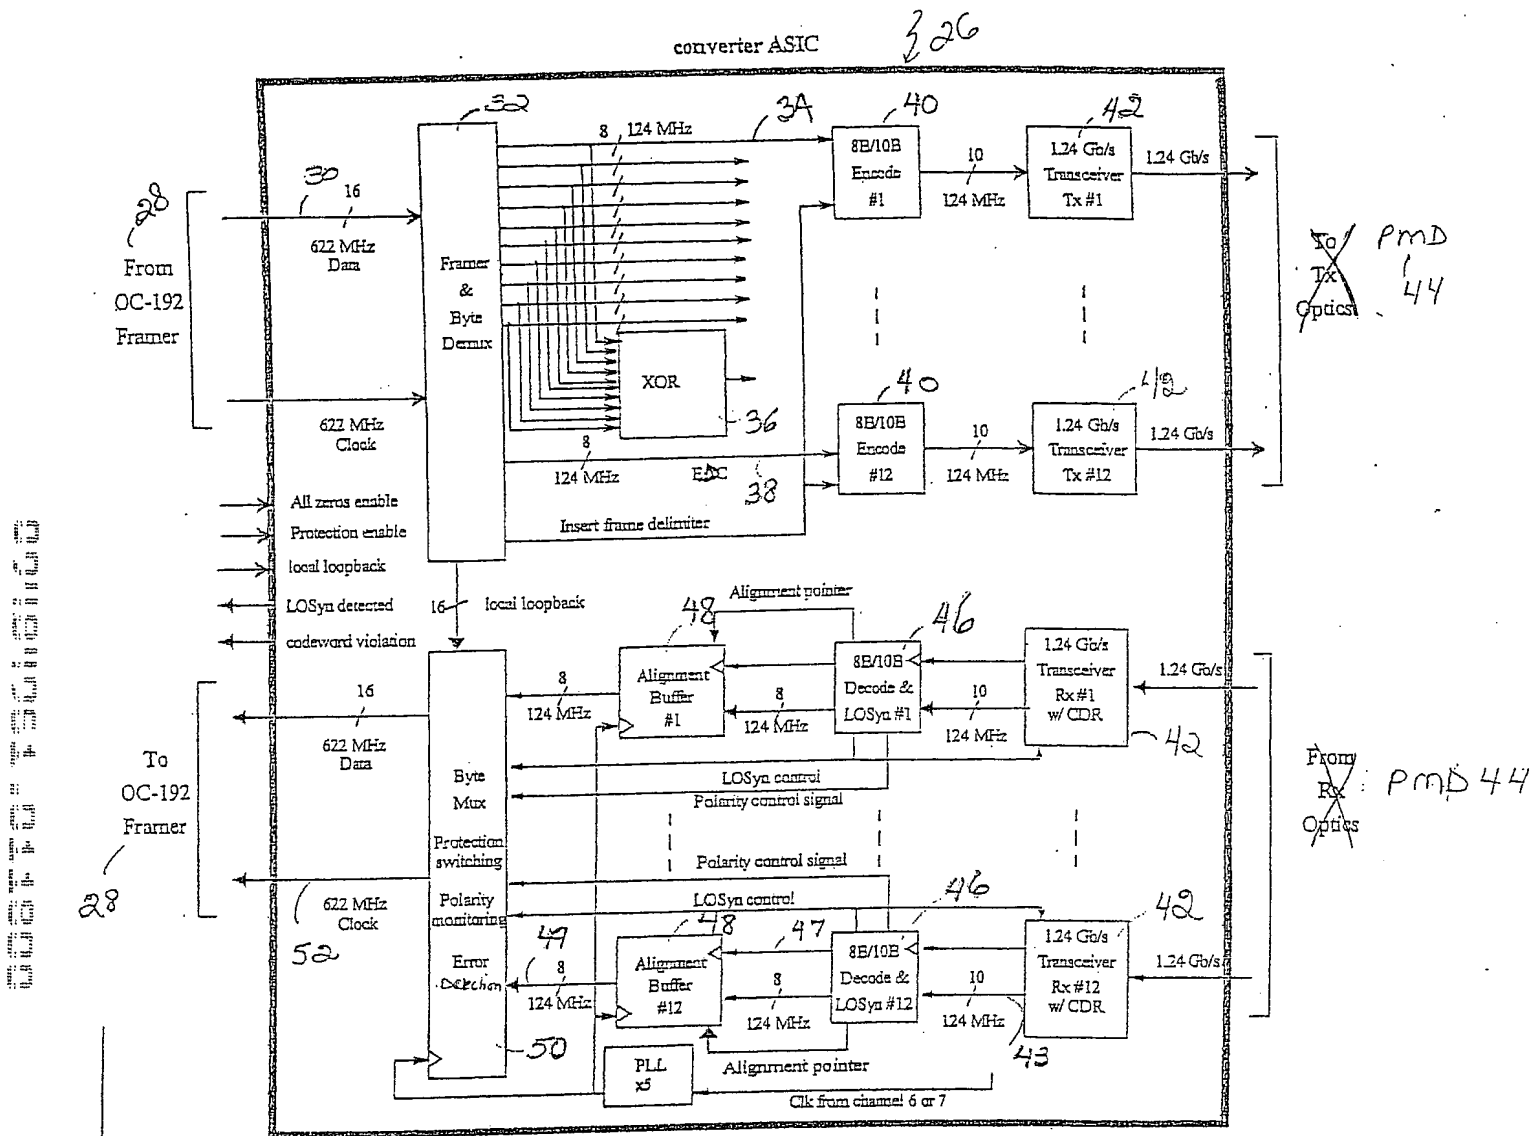 converter ASIC
26
32
8
124 MHz
34
40
42
8B/10B
Encode
#1
10
124 MHz
1.24 Gb/s
Transceiver
Tx #1
1.24 Gb/s
28
30
16
622 MHz
Data
From
OC-192
Framer
Framer
&
Byte
Demux
To
Tx
Optics
PMD
44
XOR
36
622 MHz
Clock
8
124 MHz
EDC
38
40
8B/10B
Encode
#12
10
124 MHz
42
1.24 Gb/s
Transceiver
Tx #12
1.24 Gb/s
Insert frame delimiter
All zeros enable
Protection enable
local loopback
LOSyn detected
codeword violation
16
local loopback
Alignment pointer
48
46
Alignment
Buffer
#1
8
124 MHz
8
124 MHz
8B/10B
Decode &
LOSyn #1
10
124 MHz
1.24 Gb/s
Transceiver
Rx #1
w/ CDR
42
1.24 Gb/s
16
622 MHz
Data
To
OC-192
Framer
28
Byte
Mux
Protection
switching
Polarity
monitoring
Error
Detection
50
LOSyn control
Polarity control signal
From
Rx
Optics
PMD 44
Polarity control signal
LOSyn control
622 MHz
Clock
52
49
8
124 MHz
48
Alignment
Buffer
#12
47
8
124 MHz
46
8B/10B
Decode &
LOSyn #12
10
124 MHz
43
42
1.24 Gb/s
Transceiver
Rx #12
w/ CDR
1.24 Gb/s
Alignment pointer
PLL
x5
Clk from channel 6 or 7